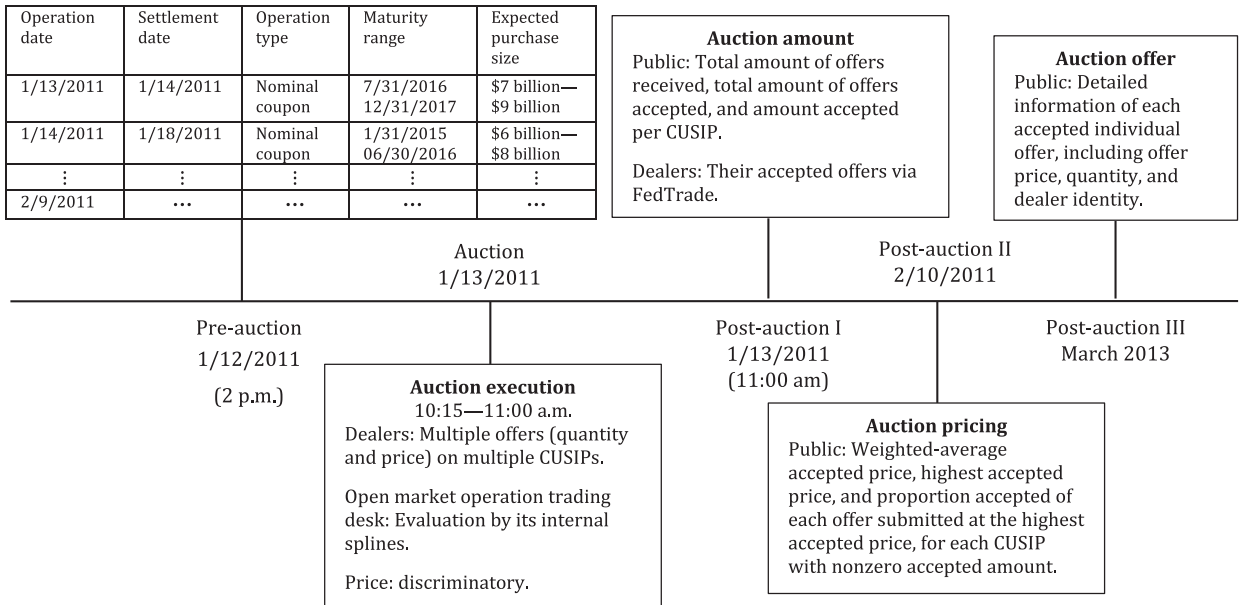 Operation date
Settlement date
Operation type
Maturity range
Expected purchase size
1/13/2011
1/14/2011
Nominal coupon
7/31/2016
12/31/2017
$7 billion—
$9 billion
1/14/2011
1/18/2011
Nominal coupon
1/31/2015
06/30/2016
$6 billion—
$8 billion
⋮ ⋮ ⋮ ⋮ ⋮
2/9/2011 ... ... ... ...
Auction amount
Public: Total amount of offers
received, total amount of offers
accepted, and amount accepted
per CUSIP.
Dealers: Their accepted offers via
FedTrade.
Auction offer
Public: Detailed
information of each
accepted individual
offer, including offer
price, quantity, and
dealer identity.
Auction
1/13/2011
Post-auction II
2/10/2011
Pre-auction
1/12/2011
(2 p.m.)
Post-auction I
1/13/2011
(11:00 am)
Post-auction III
March 2013
Auction execution
10:15—11:00 a.m.
Dealers: Multiple offers (quantity
and price) on multiple CUSIPs.
Open market operation trading
desk: Evaluation by its internal
splines.
Price: discriminatory.
Auction pricing
Public: Weighted-average
accepted price, highest accepted
price, and proportion accepted of
each offer submitted at the highest
accepted price, for each CUSIP
with nonzero accepted amount.